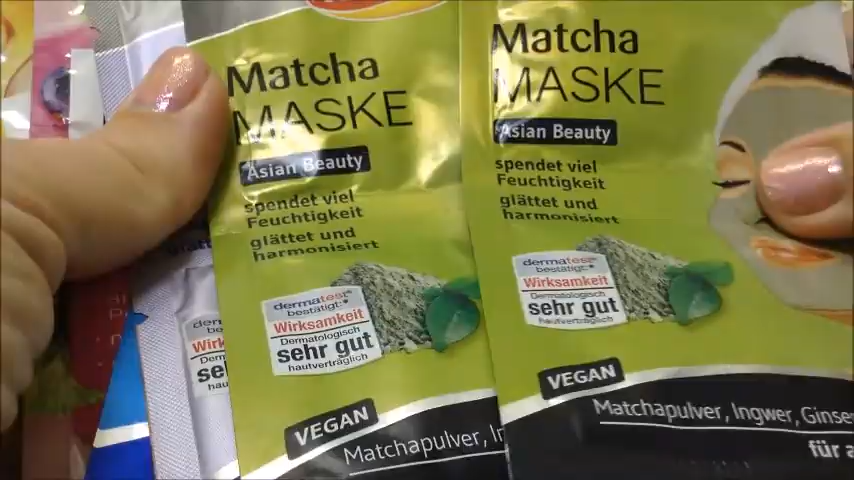 Matcha
MASKE
Asian Beauty
spendet viel
Feuchtigkeit
glättet und
harmonisiert
dermatest®
bestätigt:
Wirksamkeit
Dermatologisch
sehr gut
hautverträglich
VEGAN
Matchapulver,
Matcha
MASKE
Asian Beauty
spendet viel
Feuchtigkeit
glättet und
harmonisiert
dermatest®
bestätigt:
Wirksamkeit
Dermatologisch
sehr gut
hautverträglich
VEGAN
Matchapulver, Ingwer,
für